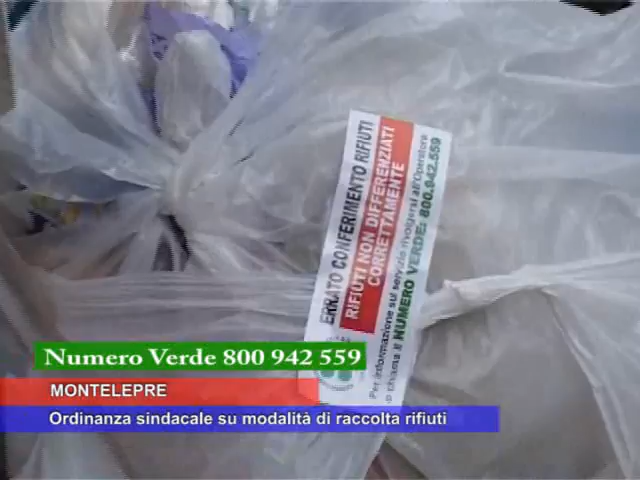 ERRATO CONFERIMENTO RIFIUTI
RIFIUTI NON DIFFERENZIATI
CORRETTAMENTE
Per informazione sul servizio rivolgersi all'Operatore
o chiama il NUMERO VERDE: 800.942.559
Numero Verde 800 942 559
MONTELEPRE
Ordinanza sindacale su modalità di raccolta rifiuti